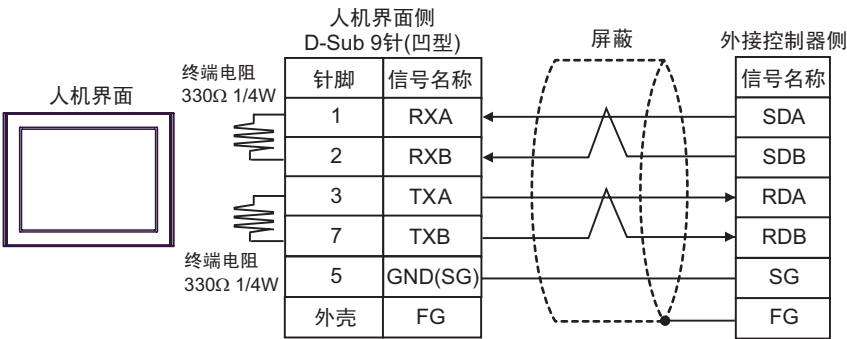 人机界面侧
D-Sub 9针(凹型)
屏蔽
外接控制器侧
人机界面
终端电阻
330Ω 1/4W
针脚 信号名称 信号名称
1 RXA SDA
2 RXB SDB
3 TXA RDA
7 TXB RDB
终端电阻
330Ω 1/4W
5 GND(SG) SG
外壳 FG FG